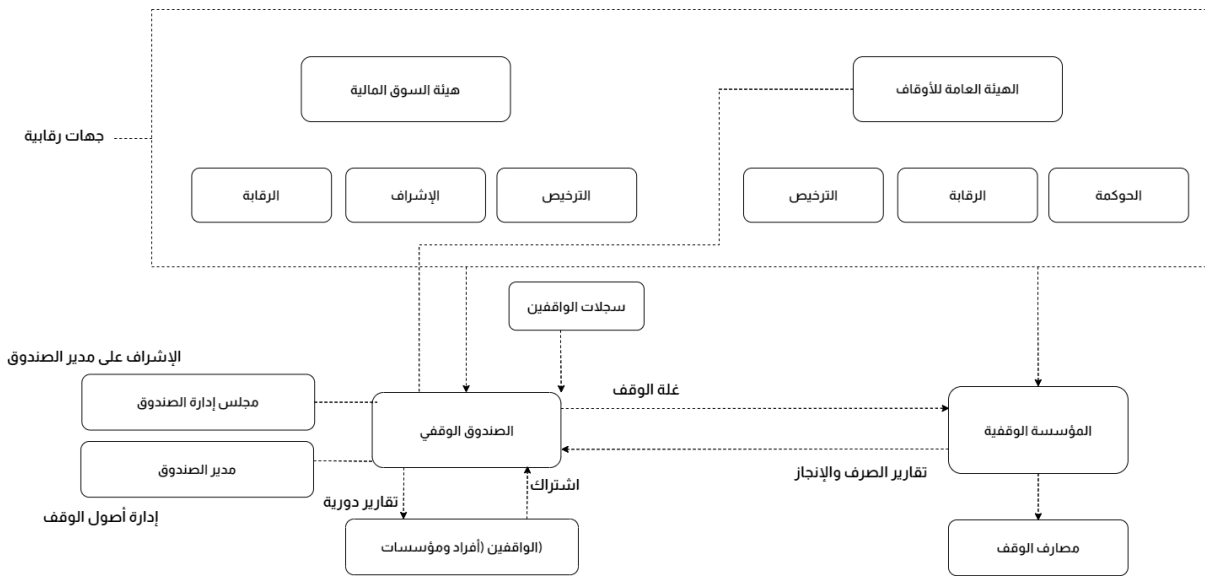 الهيئة العامة للأوقاف
هيئة السوق المالية
جهات رقابية
الحوكمة
الرقابة
الترخيص
الترخيص
الإشراف
الرقابة
سجلات الواقفين
الإشراف على مدير الصندوق
غلة الوقف
مجلس إدارة الصندوق
المؤسسة الوقفية
الصندوق الوقفي
مدير الصندوق
تقارير الصرف والإنجاز
اشتراك
تقارير دورية
إدارة أصول الوقف
مصارف الوقف
الواقفين (أفراد ومؤسسات)